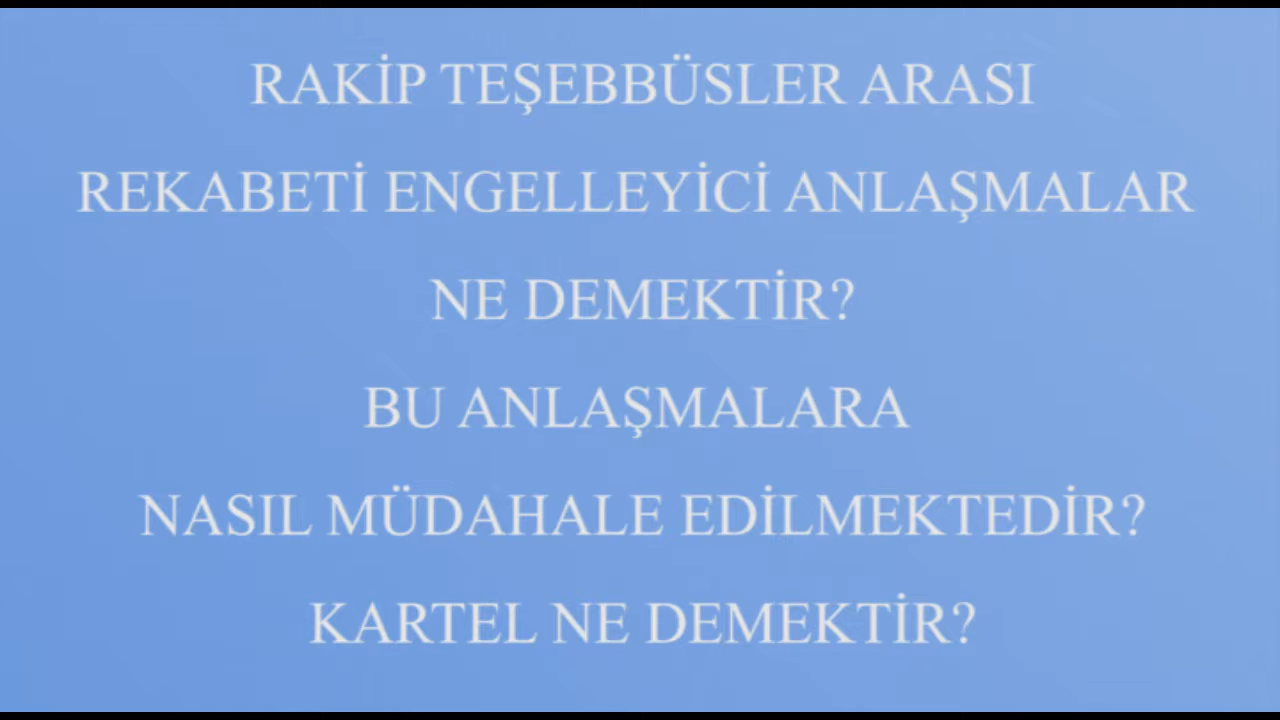 RAKİP TEŞEBBÜSLER ARASI
REKABETİ ENGELLEYİCİ ANLAŞMALAR
NE DEMEKTİR?
BU ANLAŞMALARA
NASIL MÜDAHALE EDİLMEKTEDİR?
KARTEL NE DEMEKTİR?